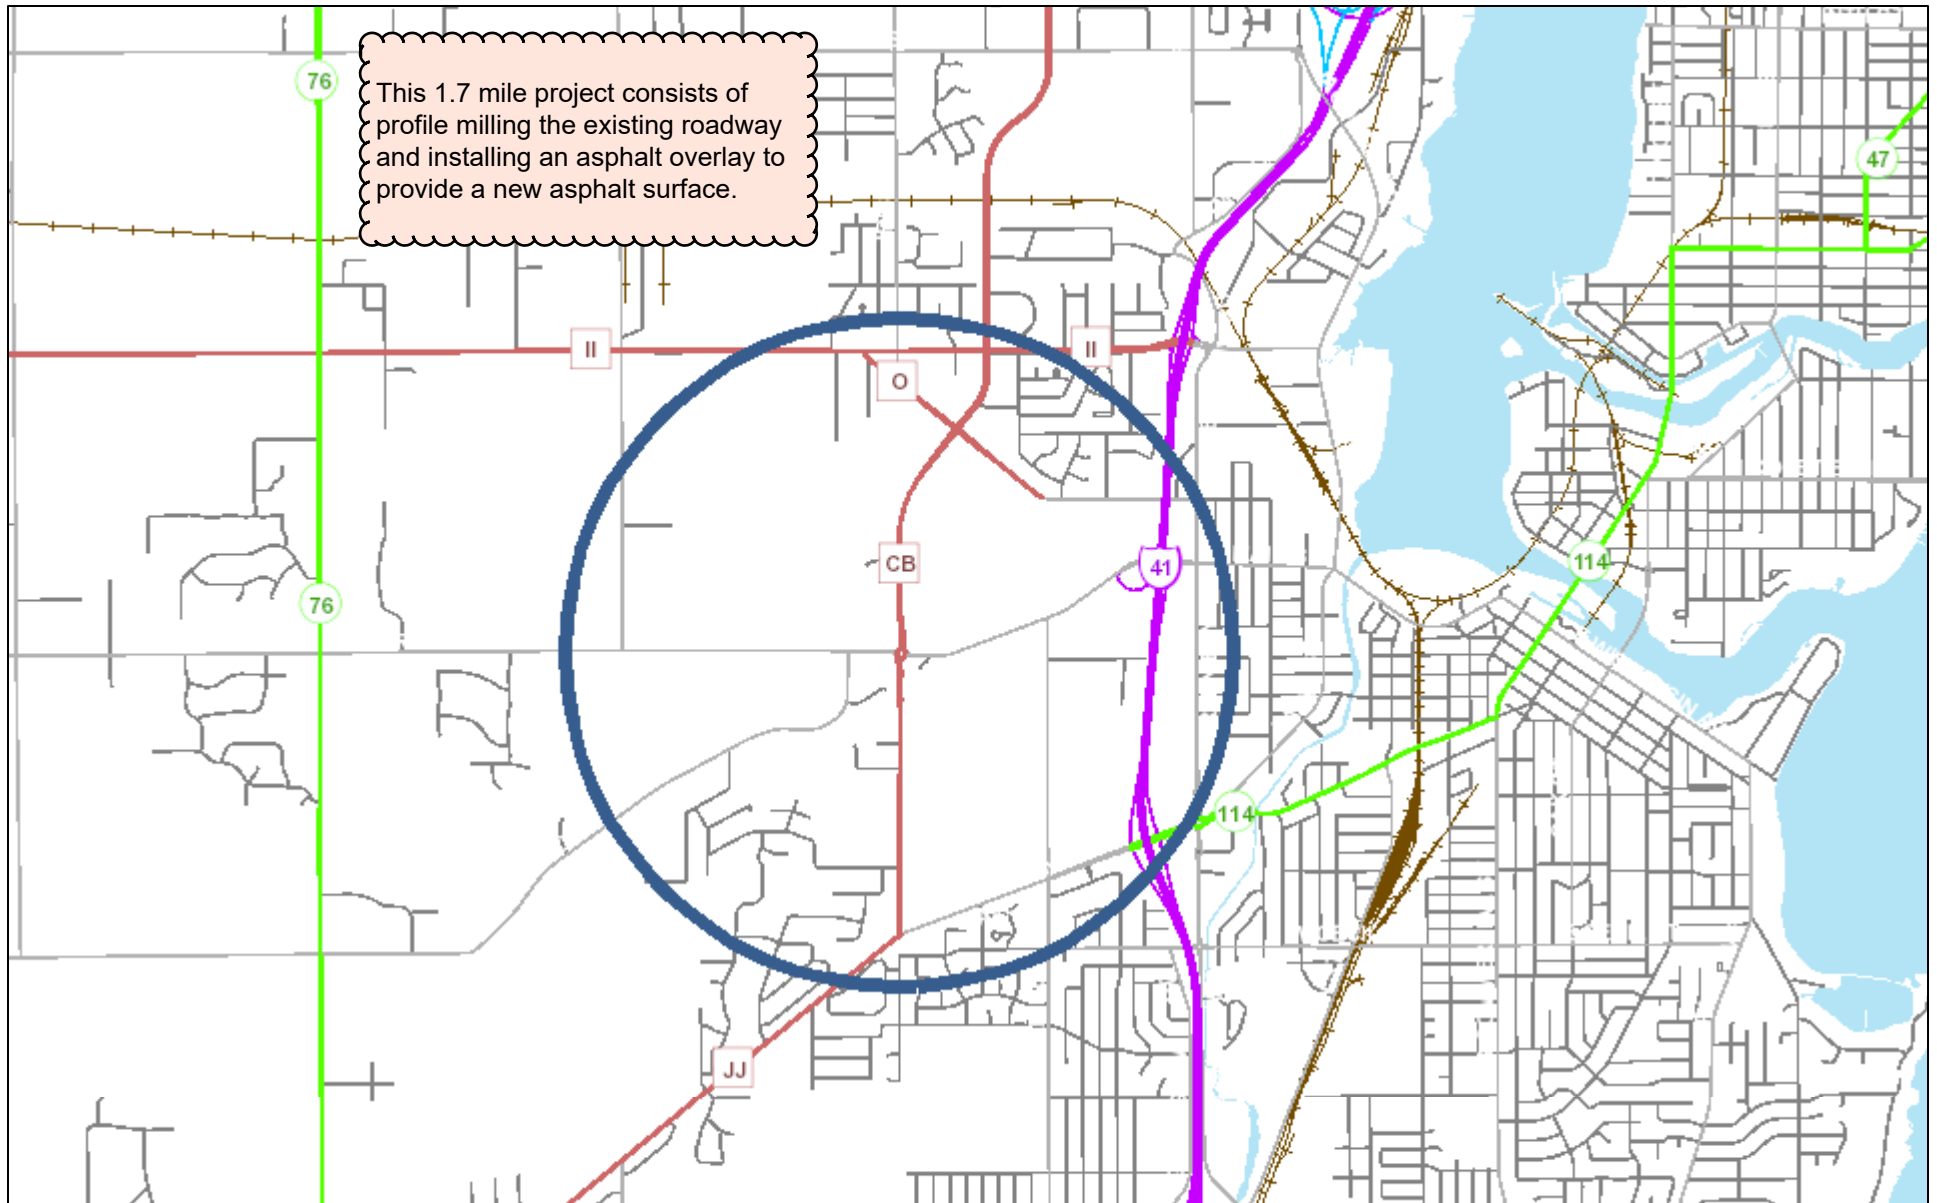 76
This 1.7 mile project consists of
profile milling the existing roadway
and installing an asphalt overlay to
provide a new asphalt surface.
47
II
II
O
CB
41
114
76
114
JJ